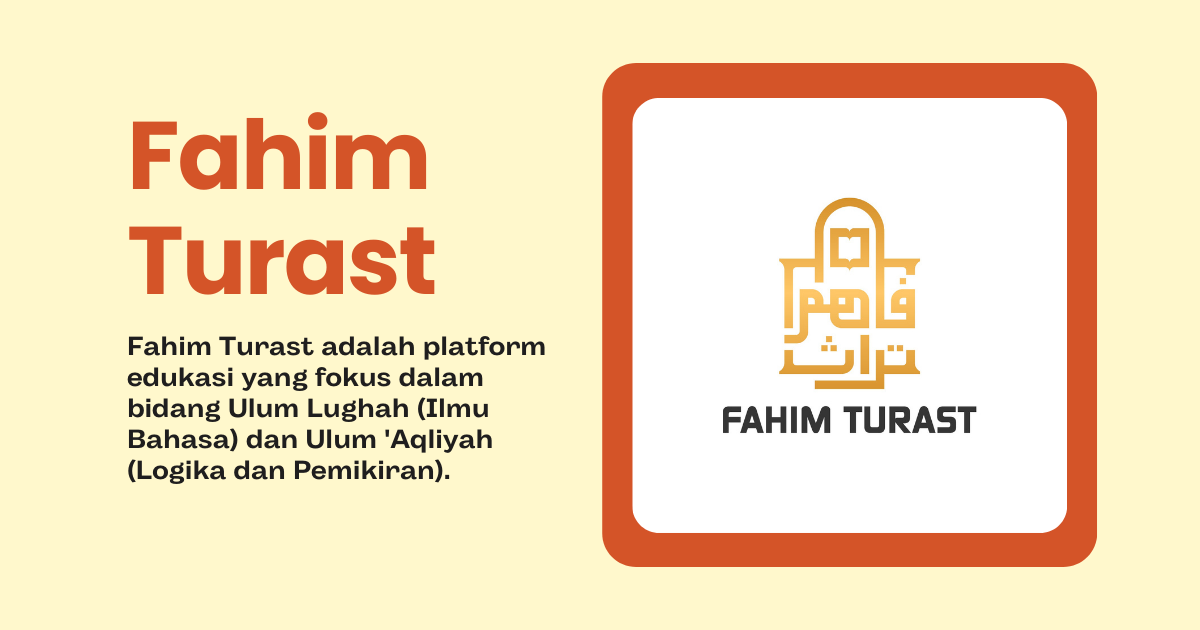 Fahim
Turast
Fahim Turast adalah platform
edukasi yang fokus dalam
bidang Ulum Lughah (Ilmu
Bahasa) dan Ulum 'Aqliyah
(Logika dan Pemikiran).
فاهم
تراث
FAHIM TURAST